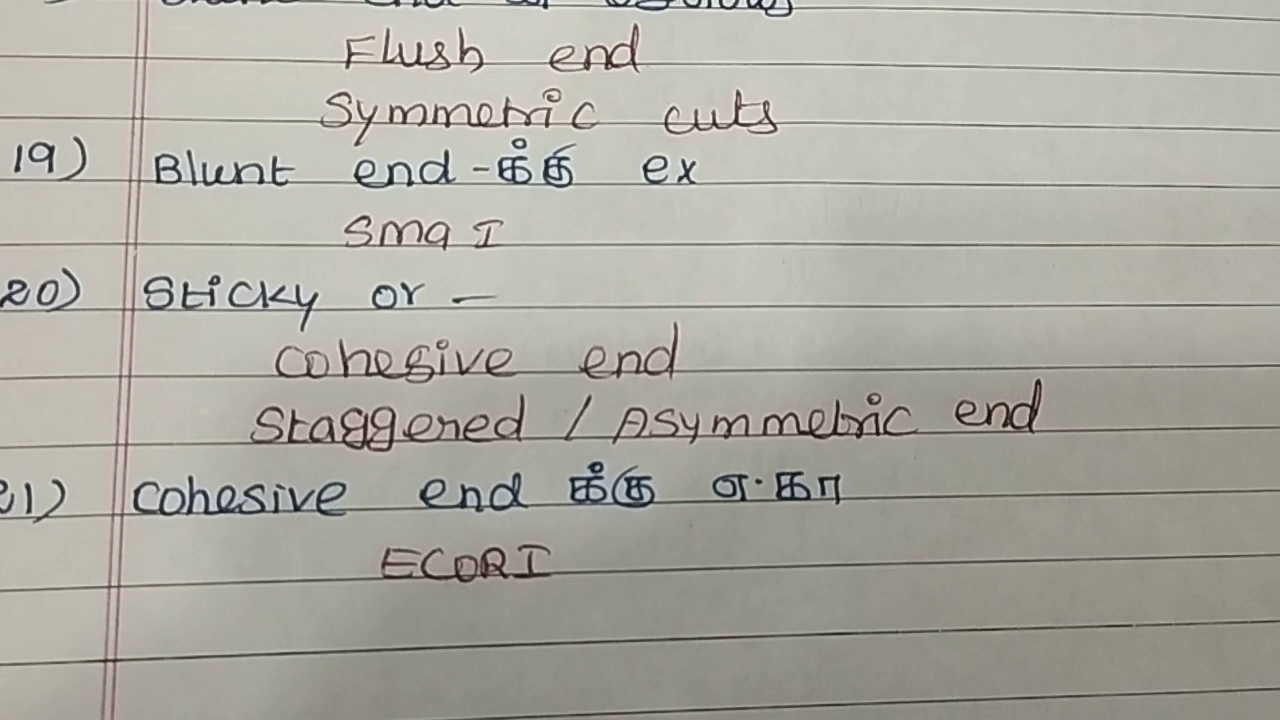 Flush end
Symmetric cuts
19) Blunt end -க்கு ex
Sma I
20) Sticky or —
Cohesive end
Staggered / Asymmetric end
21) Cohesive end க்கு எ.கா
ECORI